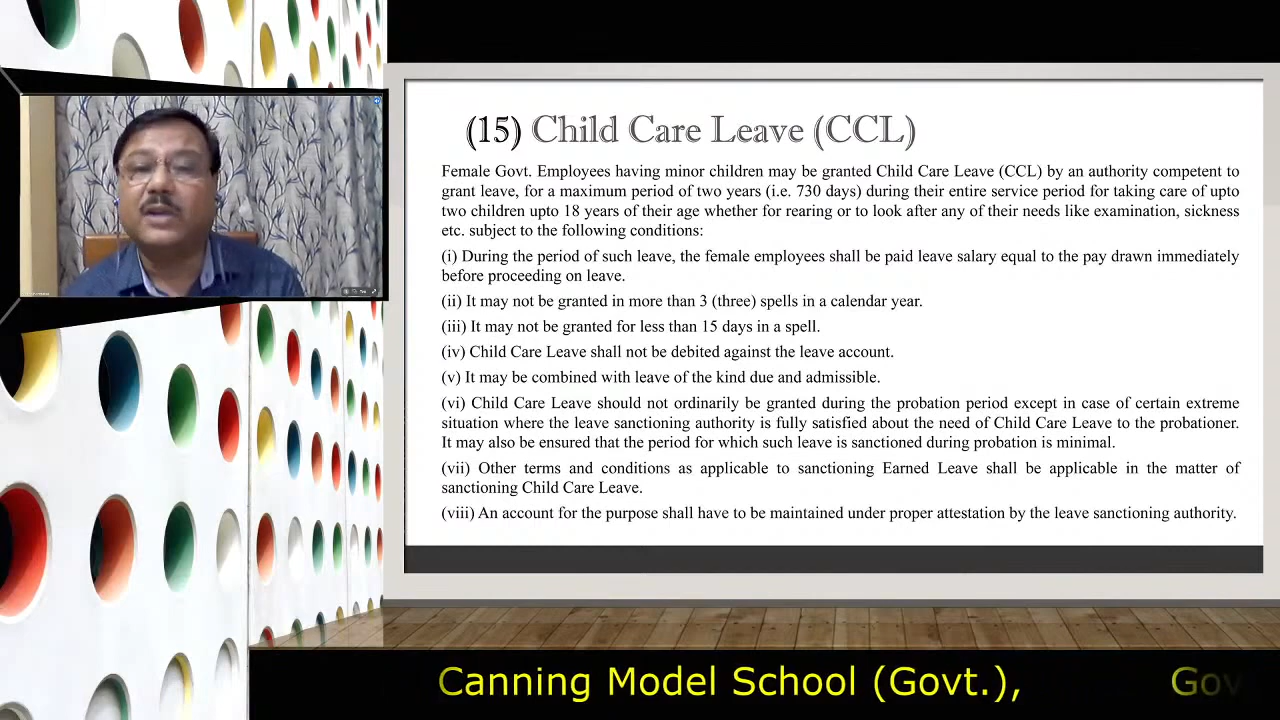 (15) Child Care Leave (CCL)
Female Govt. Employees having minor children may be granted Child Care Leave (CCL) by an authority competent to
grant leave, for a maximum period of two years (i.e. 730 days) during their entire service period for taking care of upto
two children upto 18 years of their age whether for rearing or to look after any of their needs like examination, sickness
etc. subject to the following conditions:
(i) During the period of such leave, the female employees shall be paid leave salary equal to the pay drawn immediately
before proceeding on leave.
(ii) It may not be granted in more than 3 (three) spells in a calendar year.
(iii) It may not be granted for less than 15 days in a spell.
(iv) Child Care Leave shall not be debited against the leave account.
(v) It may be combined with leave of the kind due and admissible.
(vi) Child Care Leave should not ordinarily be granted during the probation period except in case of certain extreme
situation where the leave sanctioning authority is fully satisfied about the need of Child Care Leave to the probationer.
It may also be ensured that the period for which such leave is sanctioned during probation is minimal.
(vii) Other terms and conditions as applicable to sanctioning Earned Leave shall be applicable in the matter of
sanctioning Child Care Leave.
(viii) An account for the purpose shall have to be maintained under proper attestation by the leave sanctioning authority.
Canning Model School (Govt.), Gov